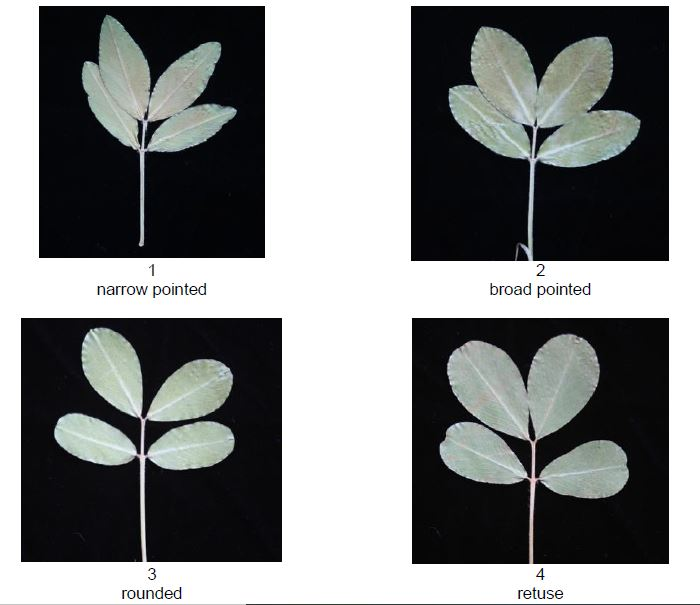 1
narrow pointed
2
broad pointed
3
rounded
4
retuse